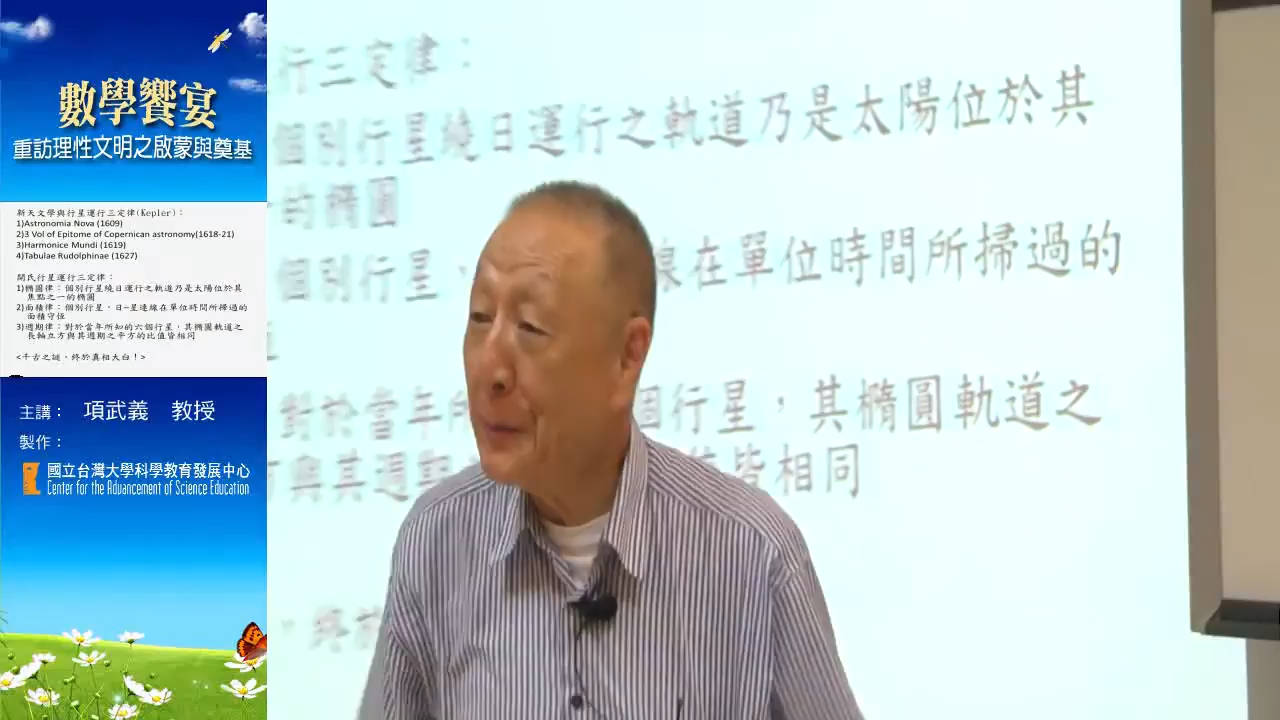 數學饗宴
重訪理性文明之啟蒙與奠基
新天文學與行星運行三定律(Kepler)：
1)Astronomia Nova (1609)
2)3 Vol of Epitome of Copernican astronomy(1618-21)
3)Harmonice Mundi (1619)
4)Tabulae Rudolphinae (1627)
開氏行星運行三定律：
1)橢圓律：個別行星繞日運行之軌道乃是太陽位於其
焦點之一的橢圓
2)面積律：個別行星，日-星連線在單位時間所掃過的
面積守恆
3)週期律：對於當年所知的六個行星，其橢圓軌道之
長軸立方與其週期之平方的比值皆相同
<千古之謎，終於真相大白！>
主講： 項武義 教授
製作：
國立台灣大學科學教育發展中心
Center for the Advancement of Science Education
行三定律：
個別行星繞日運行之軌道乃是太陽位於其
的橢圓
個別行星，線在單位時間所掃過的
對於當年所個行星，其橢圓軌道之
與其週期值皆相同
，終於